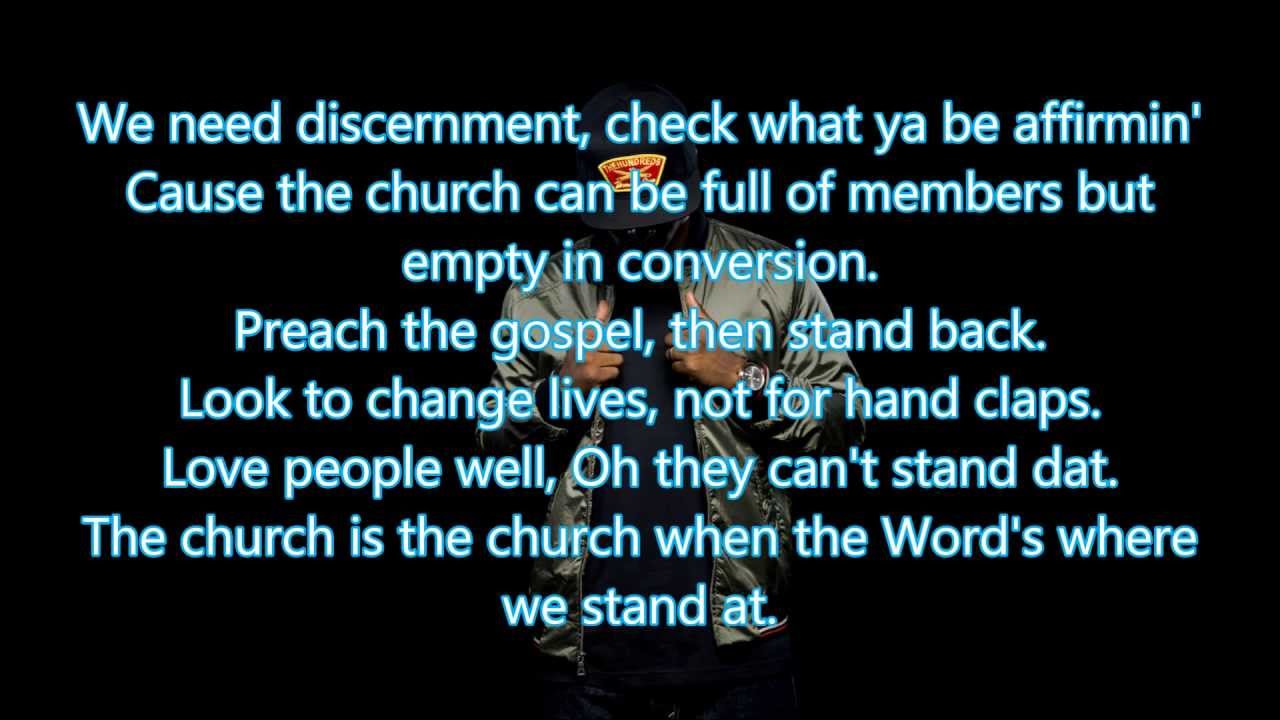 We need discernment, check what ya be affirmin'
THE HUNDREDS
Cause the church can be full of members but
empty in conversion.
Preach the gospel, then stand back.
Look to change lives, not for hand claps.
Love people well, Oh they can't stand dat.
The church is the church when the Word's where
we stand at.